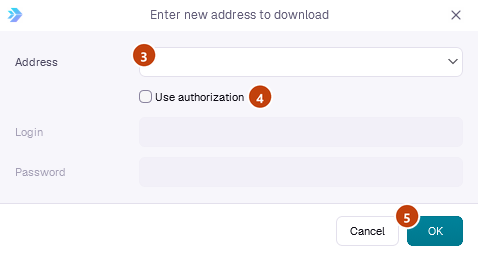 Enter new address to download
Address
3
Use authorization
4
Login
Password
5
Cancel
OK